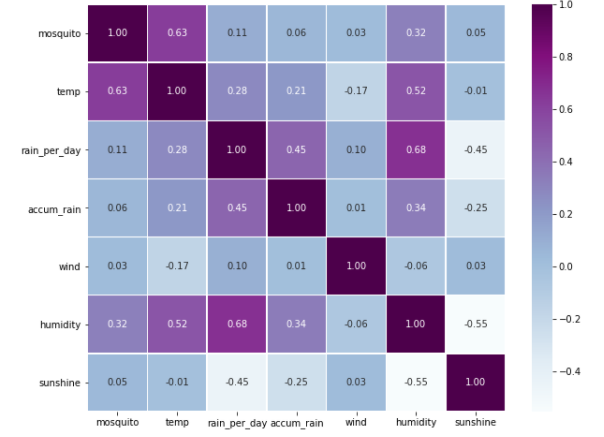 mosquito 1.00 0.63 0.11 0.06 0.03 0.32 0.05
temp 0.63 1.00 0.28 0.21 -0.17 0.52 -0.01
rain_per_day 0.11 0.28 1.00 0.45 0.10 0.68 -0.45
accum_rain 0.06 0.21 0.45 1.00 0.01 0.34 -0.25
wind 0.03 -0.17 0.10 0.01 1.00 -0.06 0.03
humidity 0.32 0.52 0.68 0.34 -0.06 1.00 -0.55
sunshine 0.05 -0.01 -0.45 -0.25 0.03 -0.55 1.00
mosquito temp rain_per_day accum_rain wind humidity sunshine
1.0
0.8
0.6
0.4
0.2
0.0
−0.2
−0.4